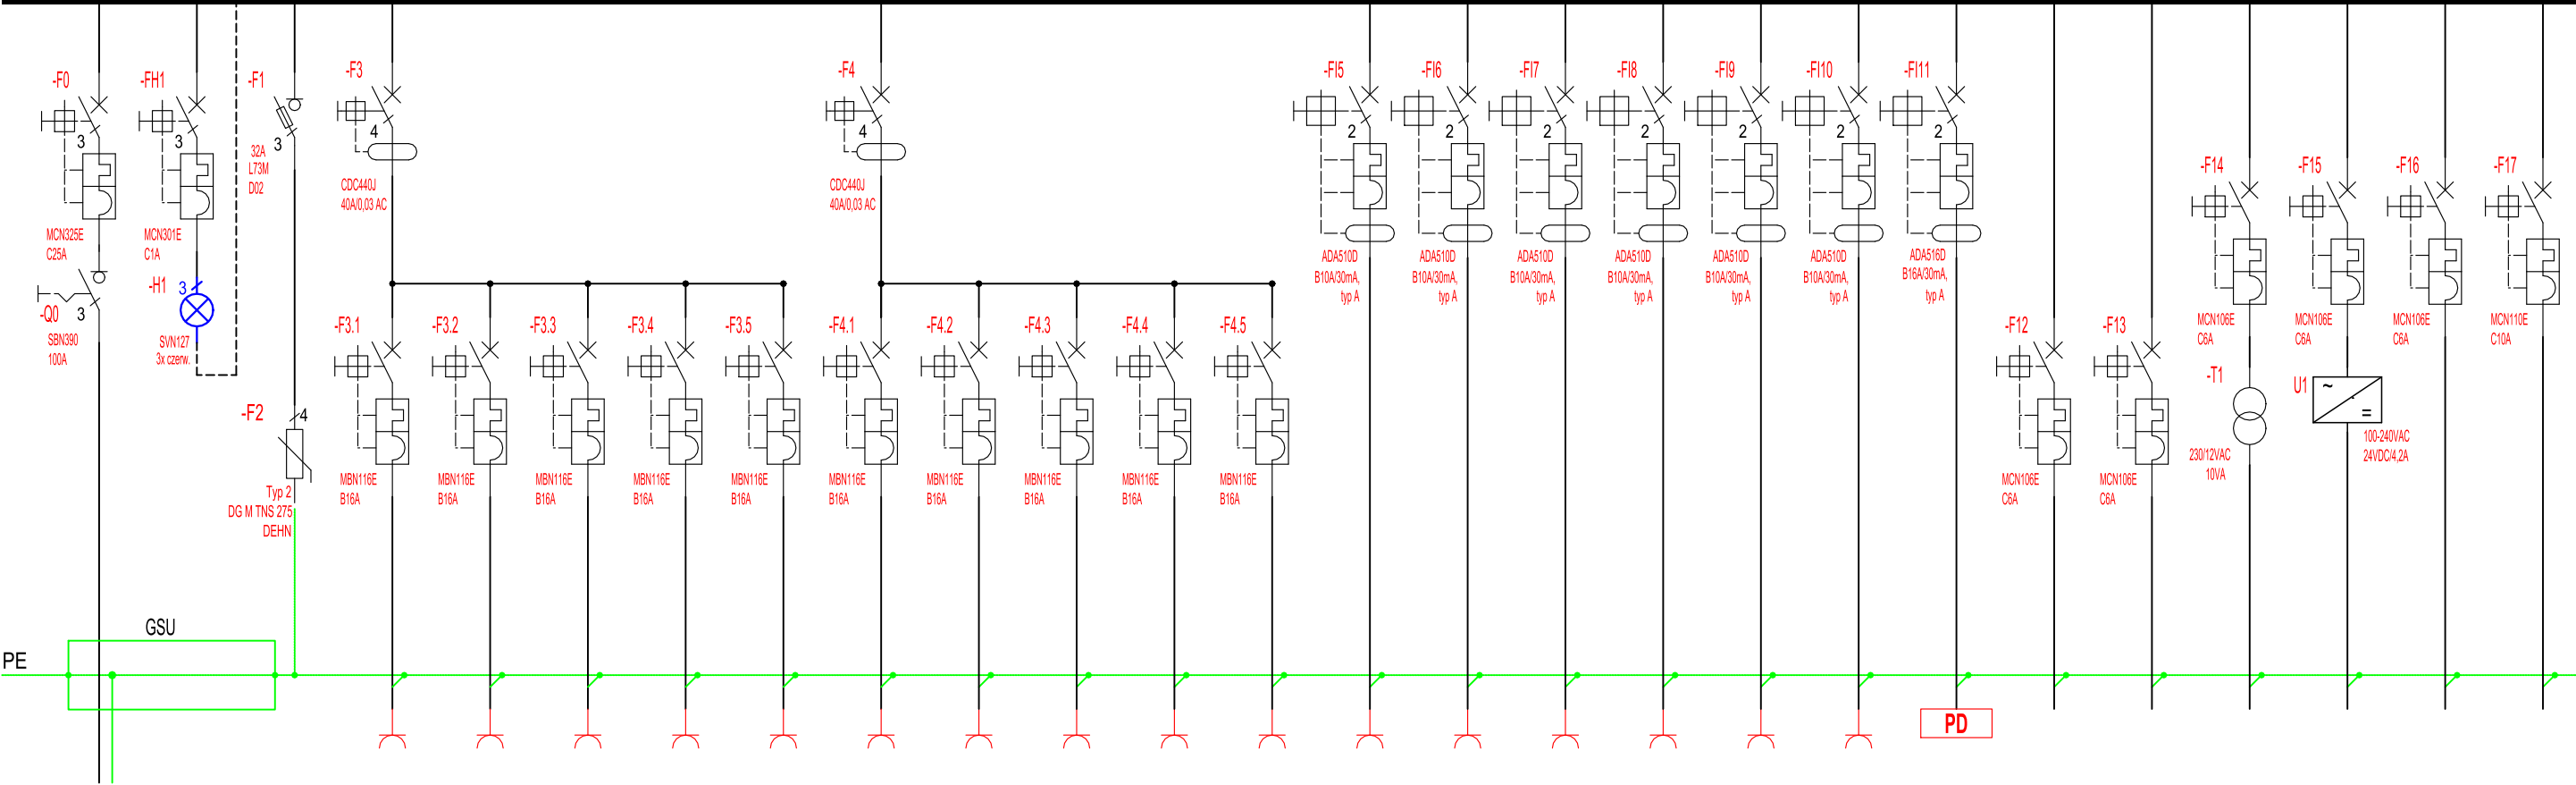 -F0
3
MCN325E
C25A
-Q0
3
SBN390
100A
-FH1
3
MCN301E
C1A
-H1
3
SVN127
3x czerw.
-F1
3
32A
L73M
D02
-F2
4
Typ 2
DG M TNS 275
DEHN
-F3
4
CDC440J
40A/0,03 AC
-F3.1
MBN116E
B16A
-F3.2
MBN116E
B16A
-F3.3
MBN116E
B16A
-F3.4
MBN116E
B16A
-F3.5
MBN116E
B16A
-F4
4
CDC440J
40A/0,03 AC
-F4.1
MBN116E
B16A
-F4.2
MBN116E
B16A
-F4.3
MBN116E
B16A
-F4.4
MBN116E
B16A
-F4.5
MBN116E
B16A
-FI5
2
ADA510D
B10A/30mA,
typ A
-FI6
2
ADA510D
B10A/30mA,
typ A
-FI7
2
ADA510D
B10A/30mA,
typ A
-FI8
2
ADA510D
B10A/30mA,
typ A
-FI9
2
ADA510D
B10A/30mA,
typ A
-FI10
2
ADA510D
B10A/30mA,
typ A
-FI11
2
ADA516D
B16A/30mA,
typ A
-F12
MCN106E
C6A
-F13
MCN106E
C6A
-F14
MCN106E
C6A
-T1
230/12VAC
10VA
-F15
MCN106E
C6A
U1
~
=
100-240VAC
24VDC/4,2A
-F16
MCN106E
C6A
-F17
MCN110E
C10A
GSU
PE
PD